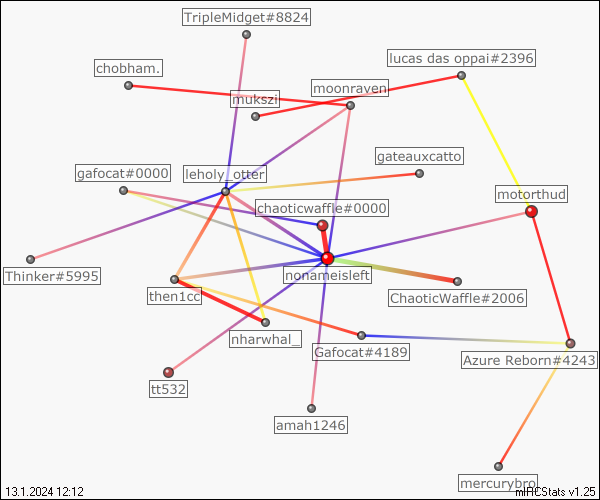 TripleMidget#8824
lucas das oppai#2396
chobham.
moonraven
mukszi
gateauxcatto
gafocat#0000
leholy_otter
motorthud
chaoticwaffle#0000
Thinker#5995
nonameisleft
then1cc
ChaoticWaffle#2006
nharwhal_
Gafocat#4189
Azure Reborn#4243
tt532
amah1246
mercurybro
13.1.2024 12:12
mIRCStats v1.25